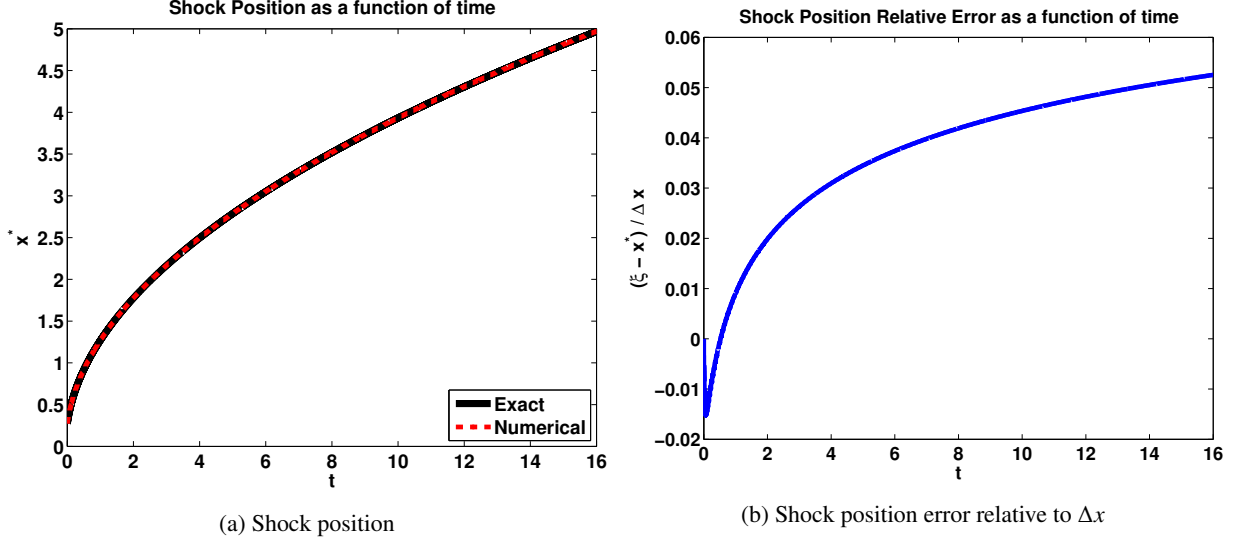 Shock Position as a function of time
5
4.5
4
3.5
3
2.5
2
1.5
1
0.5
0
x*
0 2 4 6 8 10 12 14 16
t
Exact
Numerical
(a) Shock position
Shock Position Relative Error as a function of time
0.06
0.05
0.04
0.03
0.02
0.01
0
−0.01
−0.02
(ξ − x*) / Δ x
0 2 4 6 8 10 12 14 16
t
(b) Shock position error relative to Δx